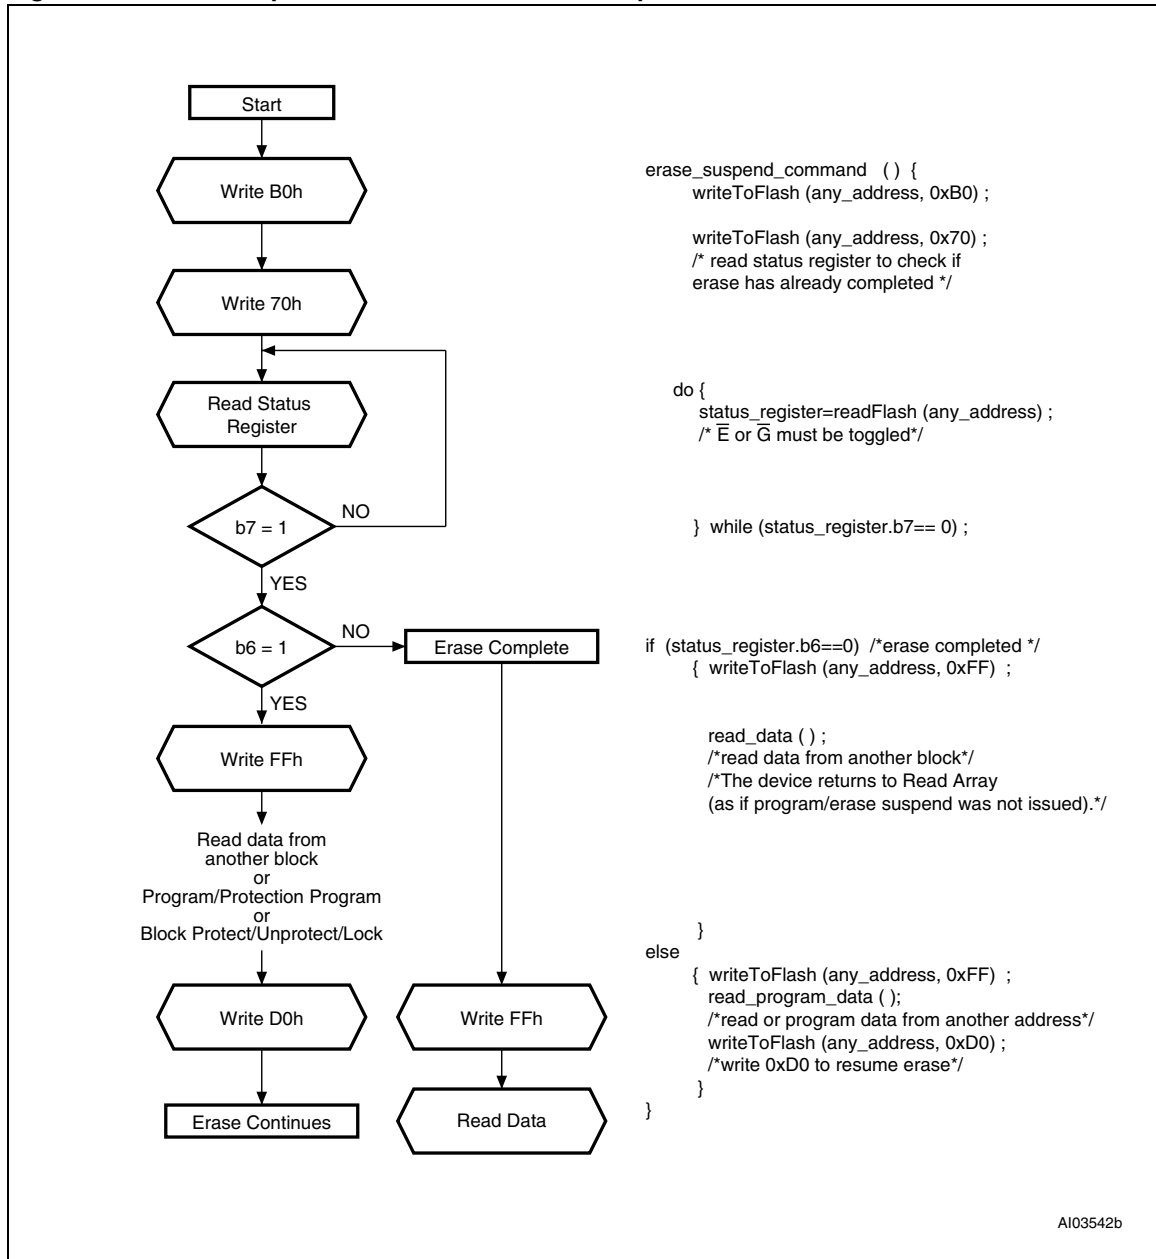 Start
Write B0h
Write 70h
Read Status
Register
b7 = 1
NO
YES
b6 = 1
NO
Erase Complete
YES
Write FFh
Read data from
another block
or
Program/Protection Program
or
Block Protect/Unprotect/Lock
Write D0h
Write FFh
Erase Continues
Read Data
erase_suspend_command ( ) {
writeToFlash (any_address, 0xB0) ;
writeToFlash (any_address, 0x70) ;
/* read status register to check if
erase has already completed */
do {
status_register=readFlash (any_address) ;
/* E̅ or G̅ must be toggled*/
} while (status_register.b7== 0) ;
if (status_register.b6==0) /*erase completed */
{ writeToFlash (any_address, 0xFF) ;
read_data ( ) ;
/*read data from another block*/
/*The device returns to Read Array
(as if program/erase suspend was not issued).*/
}
else
{ writeToFlash (any_address, 0xFF) ;
read_program_data ( );
/*read or program data from another address*/
writeToFlash (any_address, 0xD0) ;
/*write 0xD0 to resume erase*/
}
}
AI03542b